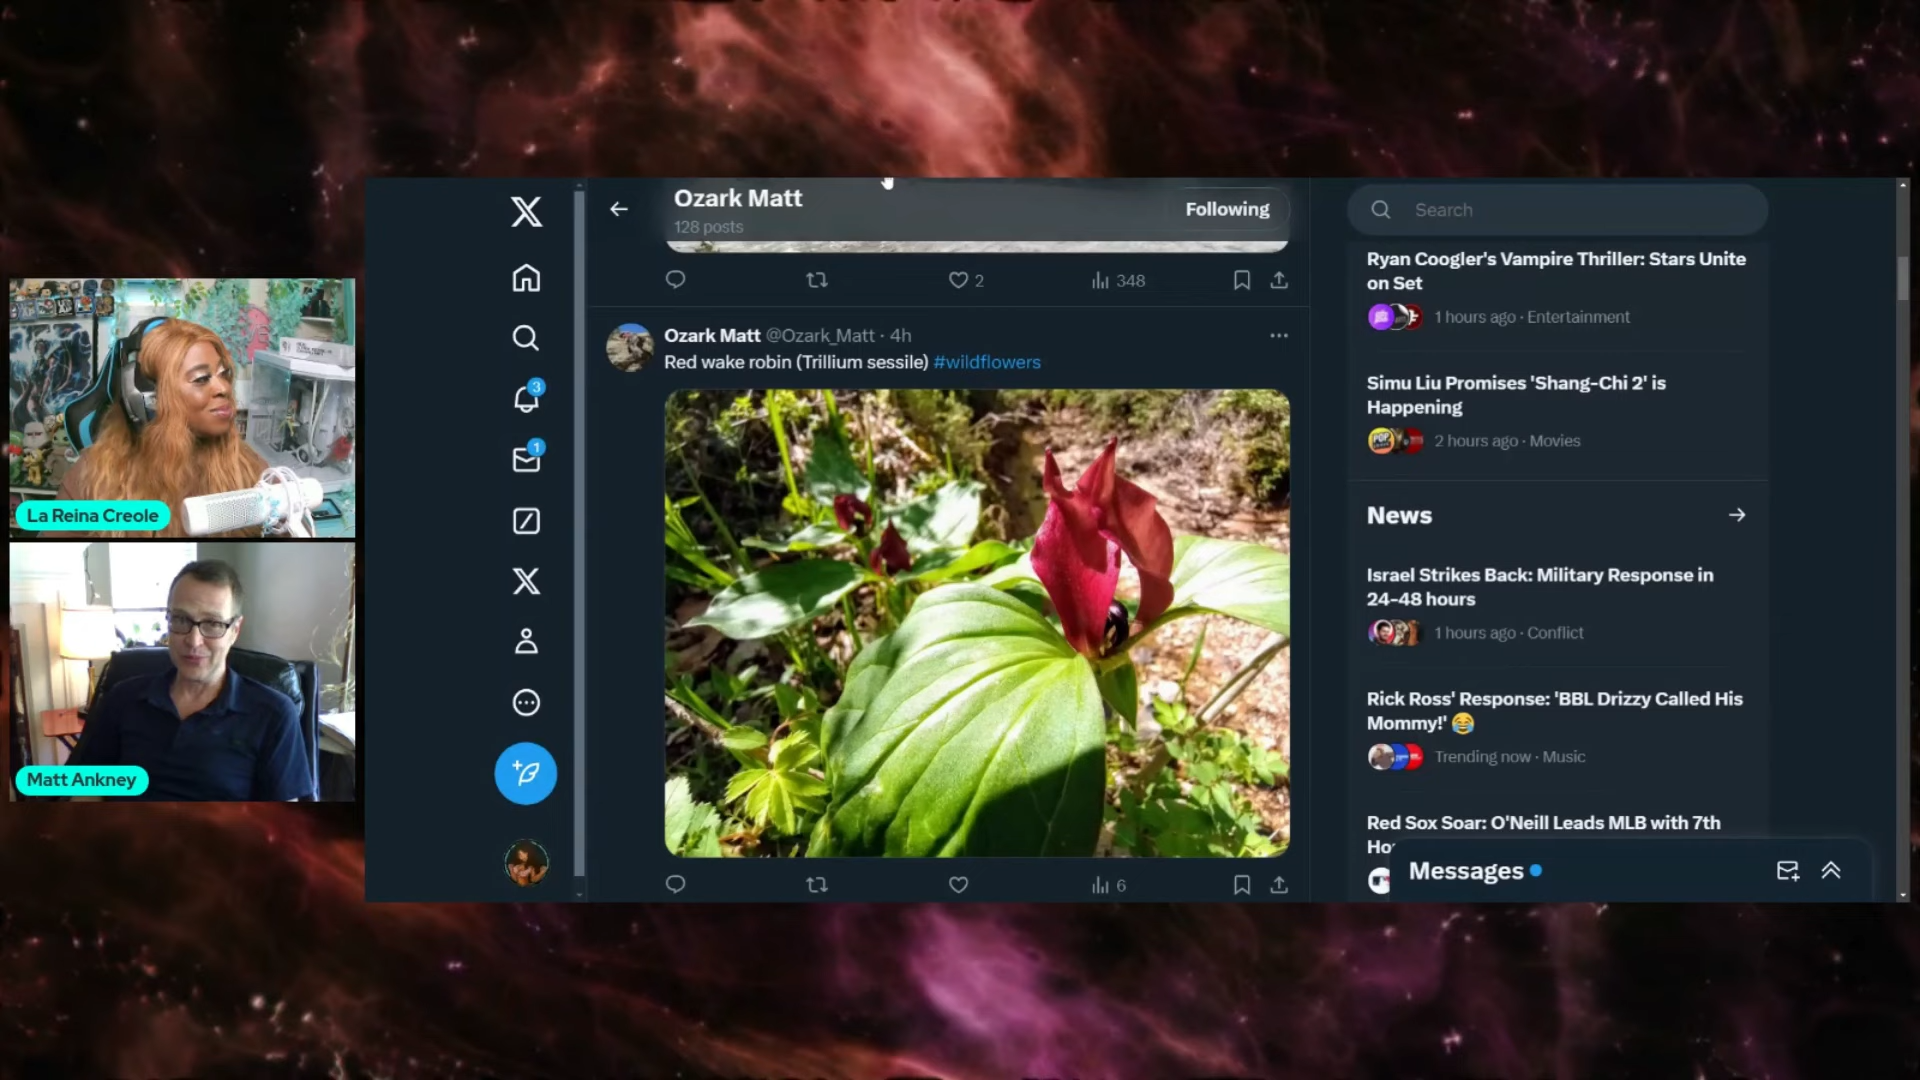 Ozark Matt
128 posts
Following
2
348
Ozark Matt @Ozark_Matt · 4h
Red wake robin (Trillium sessile) #wildflowers
6
3
1
Search
Ryan Coogler's Vampire Thriller: Stars Unite
on Set
1 hours ago · Entertainment
Simu Liu Promises 'Shang-Chi 2' is
Happening
2 hours ago · Movies
News
Israel Strikes Back: Military Response in
24-48 hours
1 hours ago · Conflict
Rick Ross' Response: 'BBL Drizzy Called His
Mommy!' 😂
Trending now · Music
Red Sox Soar: O'Neill Leads MLB with 7th
Messages
La Reina Creole
Matt Ankney